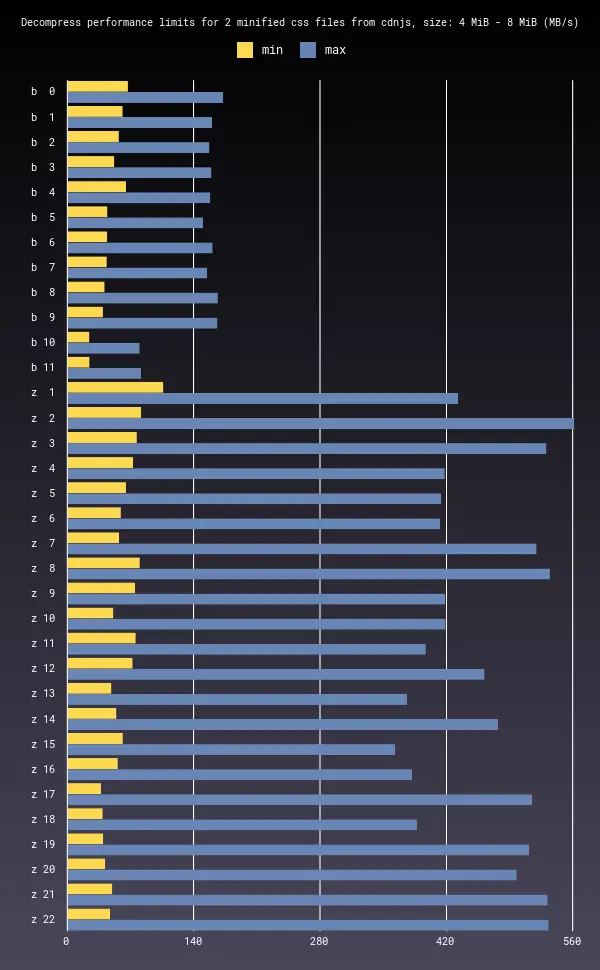 Decompress performance limits for 2 minified css files from cdnjs, size: 4 MiB - 8 MiB (MB/s)
min max
b 0
b 1
b 2
b 3
b 4
b 5
b 6
b 7
b 8
b 9
b 10
b 11
z 1
z 2
z 3
z 4
z 5
z 6
z 7
z 8
z 9
z 10
z 11
z 12
z 13
z 14
z 15
z 16
z 17
z 18
z 19
z 20
z 21
z 22
0 140 280 420 560